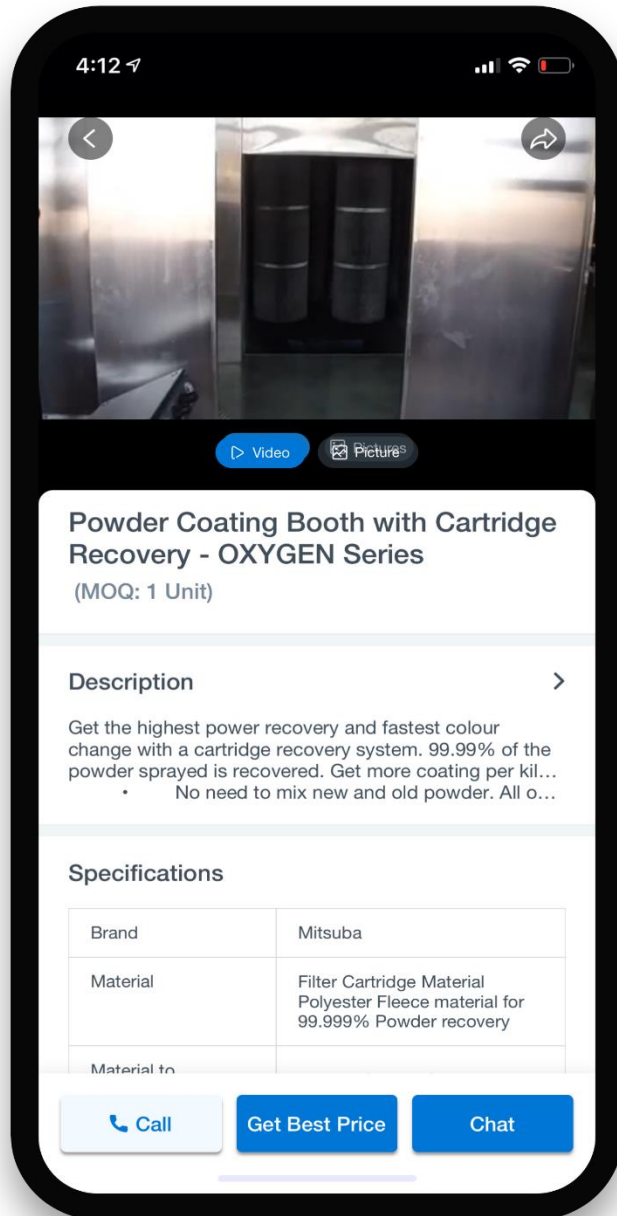 4:12
Video
Pictures
Picture
Powder Coating Booth with Cartridge
Recovery - OXYGEN Series
(MOQ: 1 Unit)
Description
Get the highest power recovery and fastest colour
change with a cartridge recovery system. 99.99% of the
powder sprayed is recovered. Get more coating per kil...
• No need to mix new and old powder. All o...
Specifications
Brand Mitsuba
Material Filter Cartridge Material
Polyester Fleece material for
99.999% Powder recovery
Material to
Call Get Best Price Chat